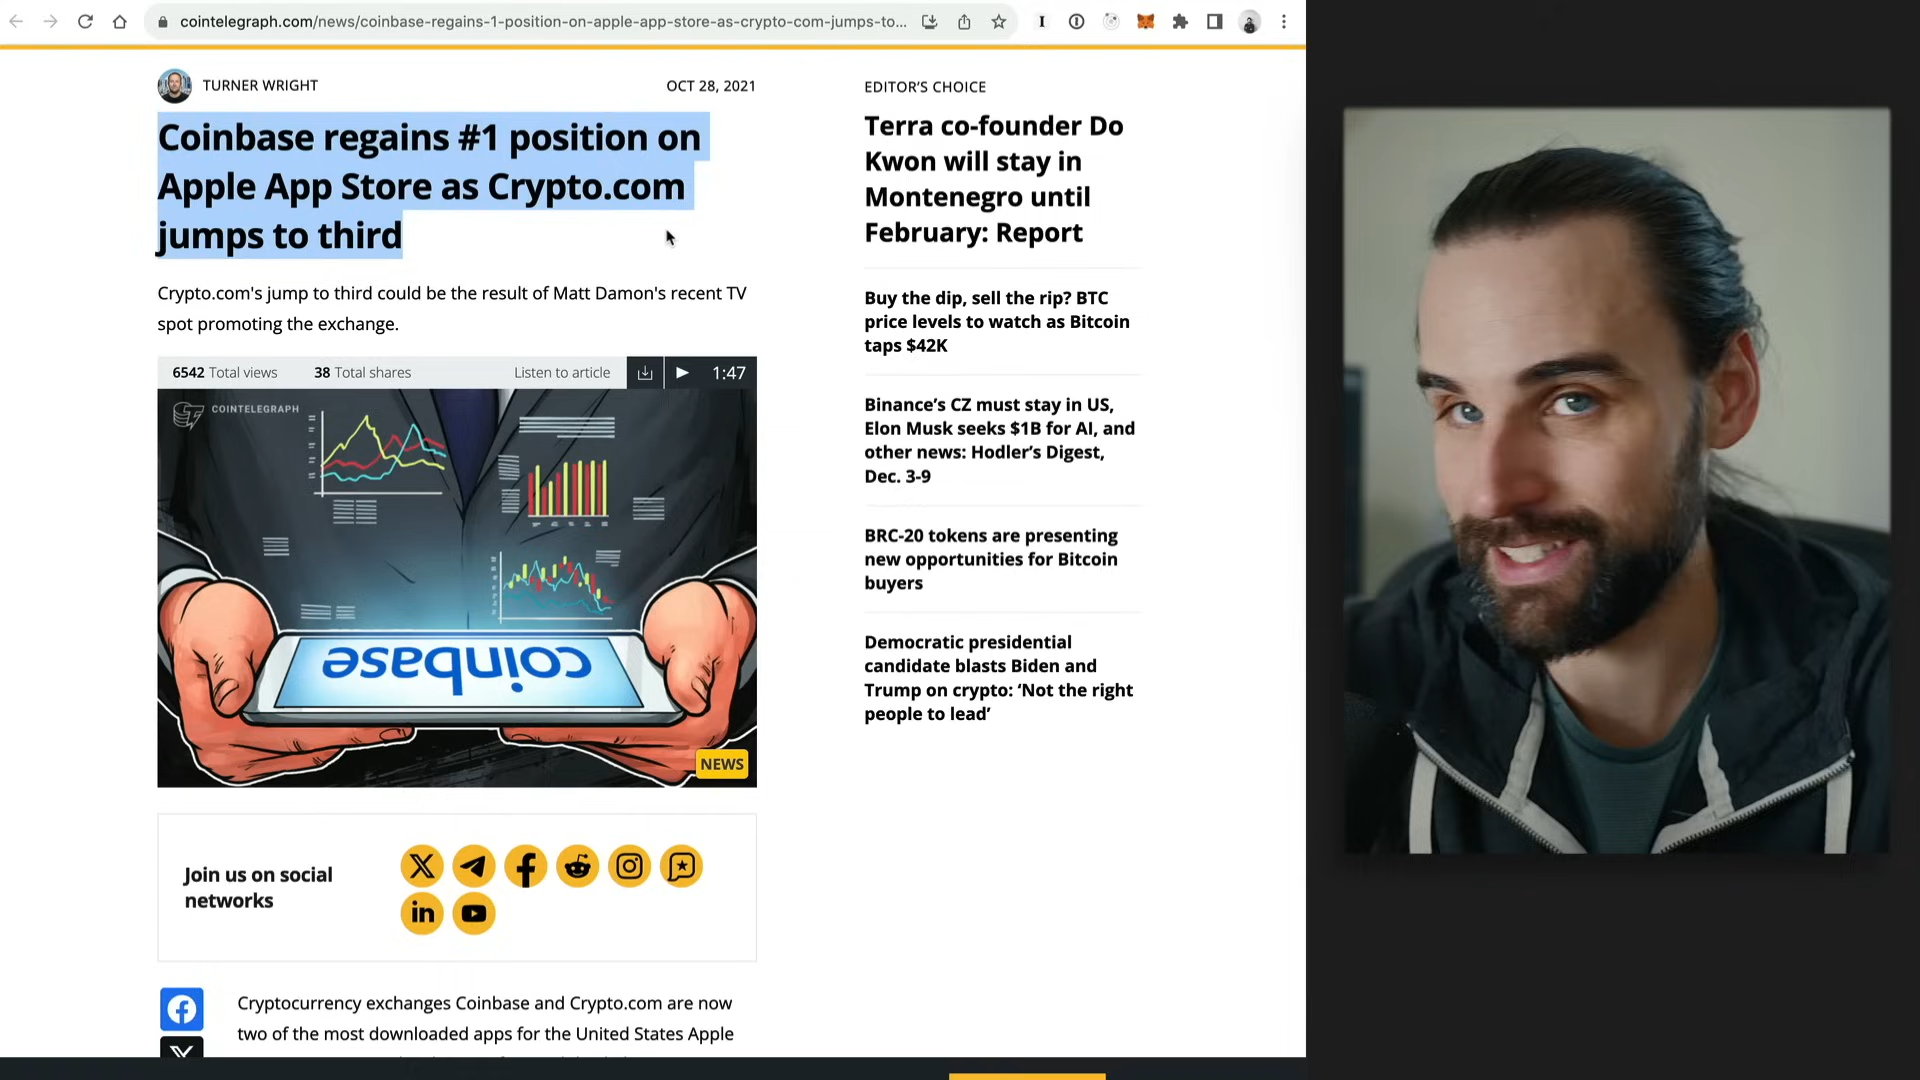 cointelegraph.com/news/coinbase-regains-1-position-on-apple-app-store-as-crypto-com-jumps-to...
TURNER WRIGHT
OCT 28, 2021
Coinbase regains #1 position on
Apple App Store as Crypto.com
jumps to third
Crypto.com's jump to third could be the result of Matt Damon's recent TV
spot promoting the exchange.
6542 Total views
38 Total shares
Listen to article
1:47
COINTELEGRAPH
coinbase
NEWS
Join us on social
networks
Cryptocurrency exchanges Coinbase and Crypto.com are now
two of the most downloaded apps for the United States Apple
EDITOR'S CHOICE
Terra co-founder Do
Kwon will stay in
Montenegro until
February: Report
Buy the dip, sell the rip? BTC
price levels to watch as Bitcoin
taps $42K
Binance’s CZ must stay in US,
Elon Musk seeks $1B for AI, and
other news: Hodler’s Digest,
Dec. 3-9
BRC-20 tokens are presenting
new opportunities for Bitcoin
buyers
Democratic presidential
candidate blasts Biden and
Trump on crypto: ‘Not the right
people to lead’